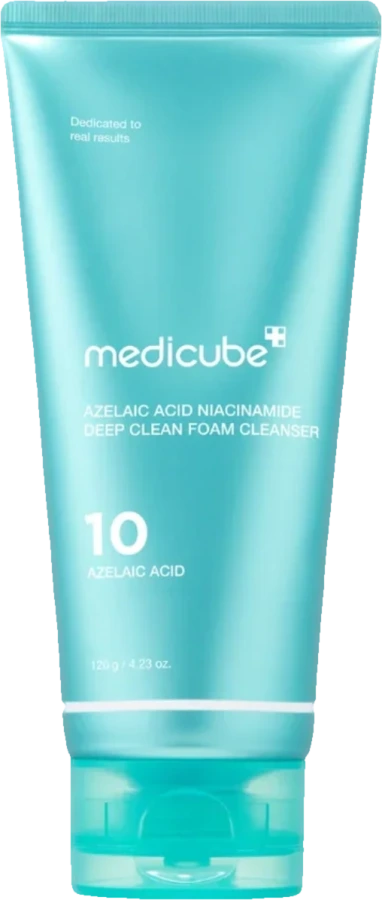 Dedicated to
real results
medicube
AZELAIC ACID NIACINAMIDE
DEEP CLEAN FOAM CLEANSER
10
AZELAIC ACID
120 g / 4.23 oz.